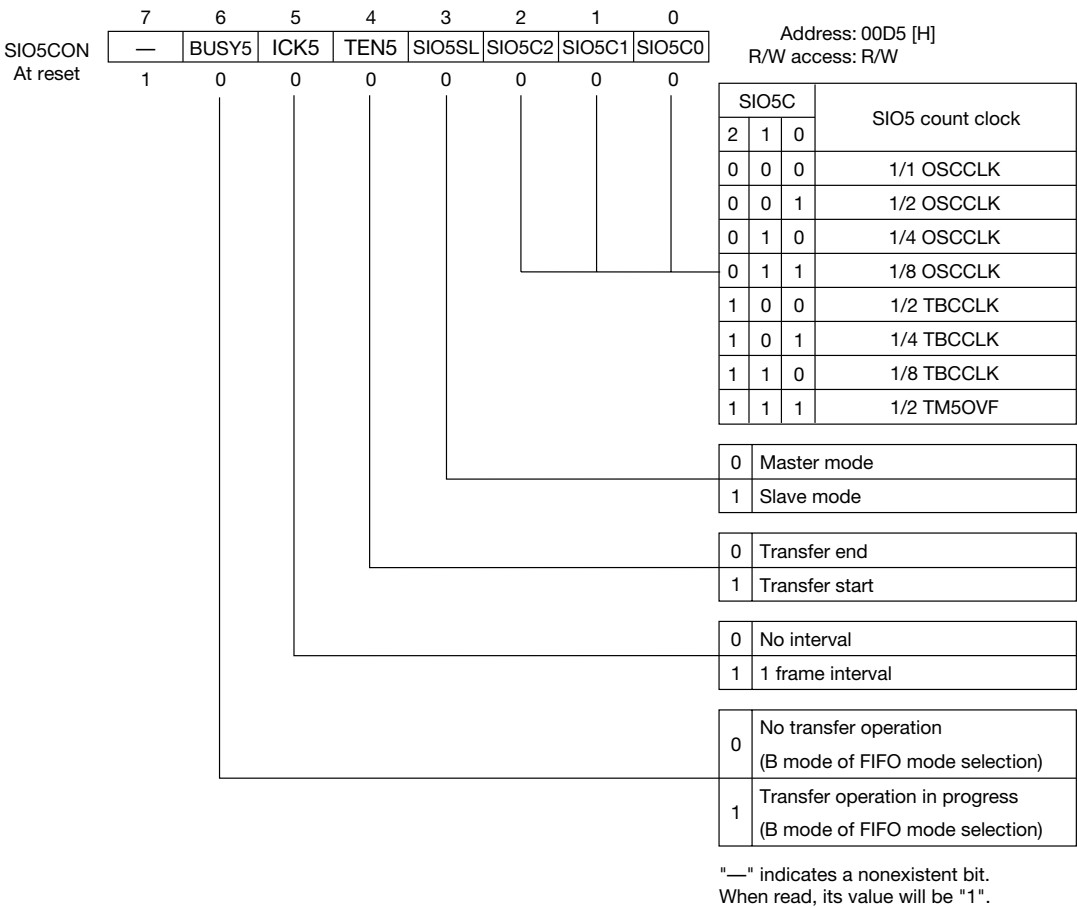 7 6 5 4 3 2 1 0
SIO5CON — BUSY5 ICK5 TEN5 SIO5SL SIO5C2 SIO5C1 SIO5C0
At reset 1 0 0 0 0 0 0 0
Address: 00D5 [H]
R/W access: R/W
SIO5C SIO5 count clock
2 1 0
0 0 0 1/1 OSCCLK
0 0 1 1/2 OSCCLK
0 1 0 1/4 OSCCLK
0 1 1 1/8 OSCCLK
1 0 0 1/2 TBCCLK
1 0 1 1/4 TBCCLK
1 1 0 1/8 TBCCLK
1 1 1 1/2 TM5OVF
0 Master mode
1 Slave mode
0 Transfer end
1 Transfer start
0 No interval
1 1 frame interval
0 No transfer operation
(B mode of FIFO mode selection)
1 Transfer operation in progress
(B mode of FIFO mode selection)
"—" indicates a nonexistent bit.
When read, its value will be "1".